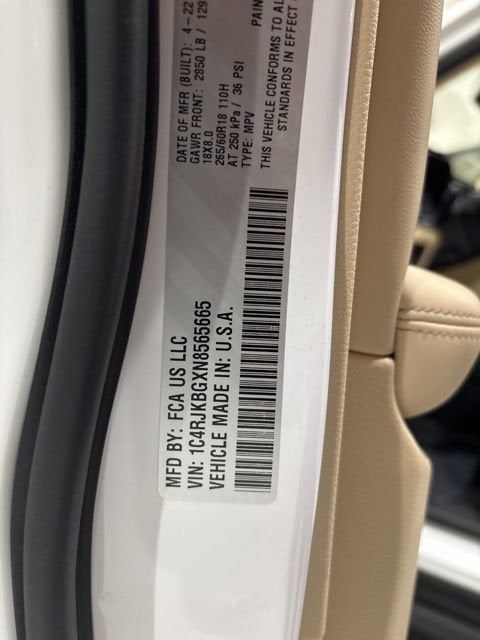 MFD BY: FCA US LLC
VIN: 1C4RJKBGXN8565665
VEHICLE MADE IN: U.S.A.
DATE OF MFR (BUILT): 4-22
GAWR FRONT: 2850 LB / 129
18X8.0
265/60R18 110H
AT 250 kPa / 36 PSI
TYPE: MPV
PAIN
THIS VEHICLE CONFORMS TO AL
STANDARDS IN EFFECT